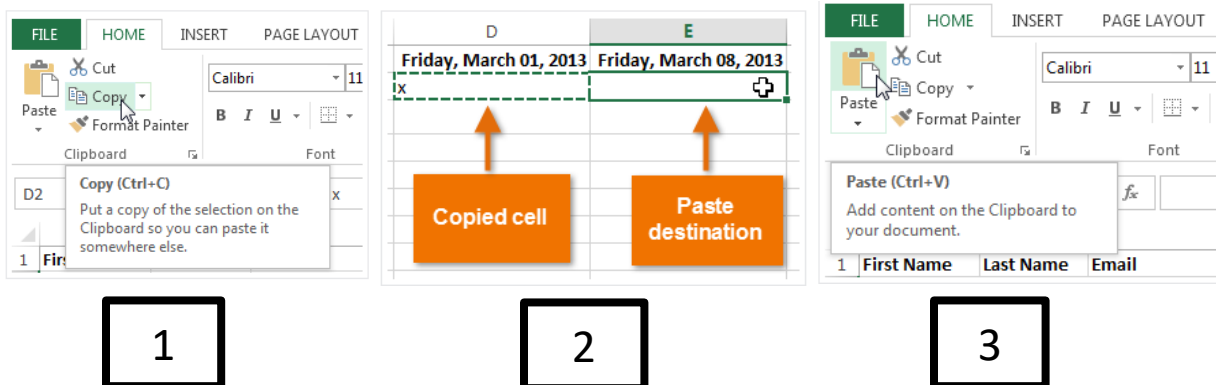 FILE HOME INSERT PAGE LAYOUT
Cut
Copy
Paste
Format Painter
Calibri 11
B I U
Clipboard Font
D2 x
Copy (Ctrl+C)
Put a copy of the selection on the
Clipboard so you can paste it
somewhere else.
1 Firs
1
D E
Friday, March 01, 2013 Friday, March 08, 2013
x
Copied cell
Paste
destination
2
FILE HOME INSERT PAGE LAYOUT
Cut
Copy
Paste
Format Painter
Calibri 11
B I U
Clipboard Font
fx
Paste (Ctrl+V)
Add content on the Clipboard to
your document.
1 First Name Last Name Email
3